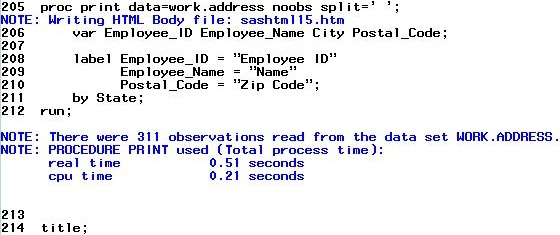 205  proc print data=work.address noobs split=' ';
NOTE: Writing HTML Body file: sashtml15.htm
206      var Employee_ID Employee_Name City Postal_Code;
207
208      label Employee_ID = "Employee ID"
209            Employee_Name = "Name"
210            Postal_Code = "Zip Code";
211      by State;
212  run;
NOTE: There were 311 observations read from the data set WORK.ADDRESS.
NOTE: PROCEDURE PRINT used (Total process time):
      real time           0.51 seconds
      cpu time            0.21 seconds
213
214  title;